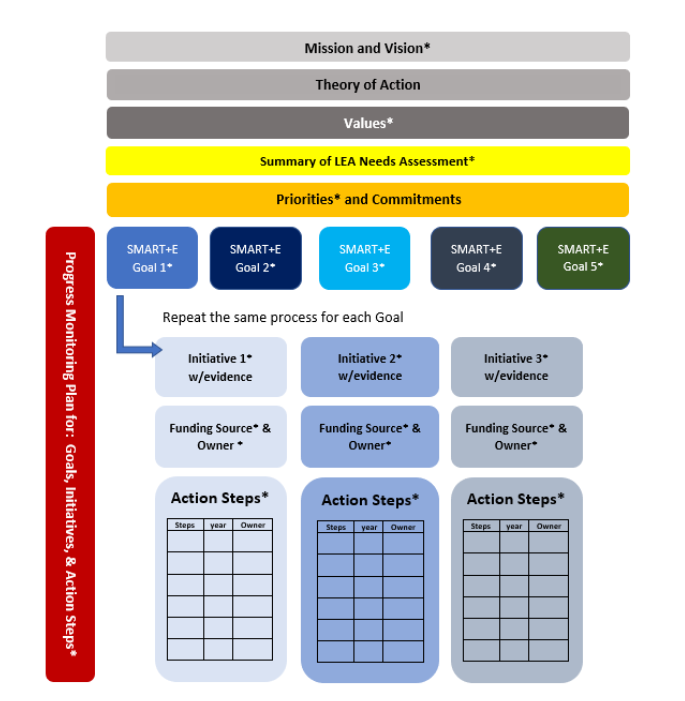 Mission and Vision*
Theory of Action
Values*
Summary of LEA Needs Assessment*
Priorities* and Commitments
Progress Monitoring Plan for: Goals, Initiatives, & Action Steps*
SMART+E
Goal 1*
SMART+E
Goal 2*
SMART+E
Goal 3*
SMART+E
Goal 4*
SMART+E
Goal 5*
Repeat the same process for each Goal
Initiative 1*
w/evidence
Initiative 2*
w/evidence
Initiative 3*
w/evidence
Funding Source* &
Owner *
Funding Source* &
Owner*
Funding Source* &
Owner*
Action Steps*
Steps year Owner
Action Steps*
Steps year Owner
Action Steps*
Steps year Owner